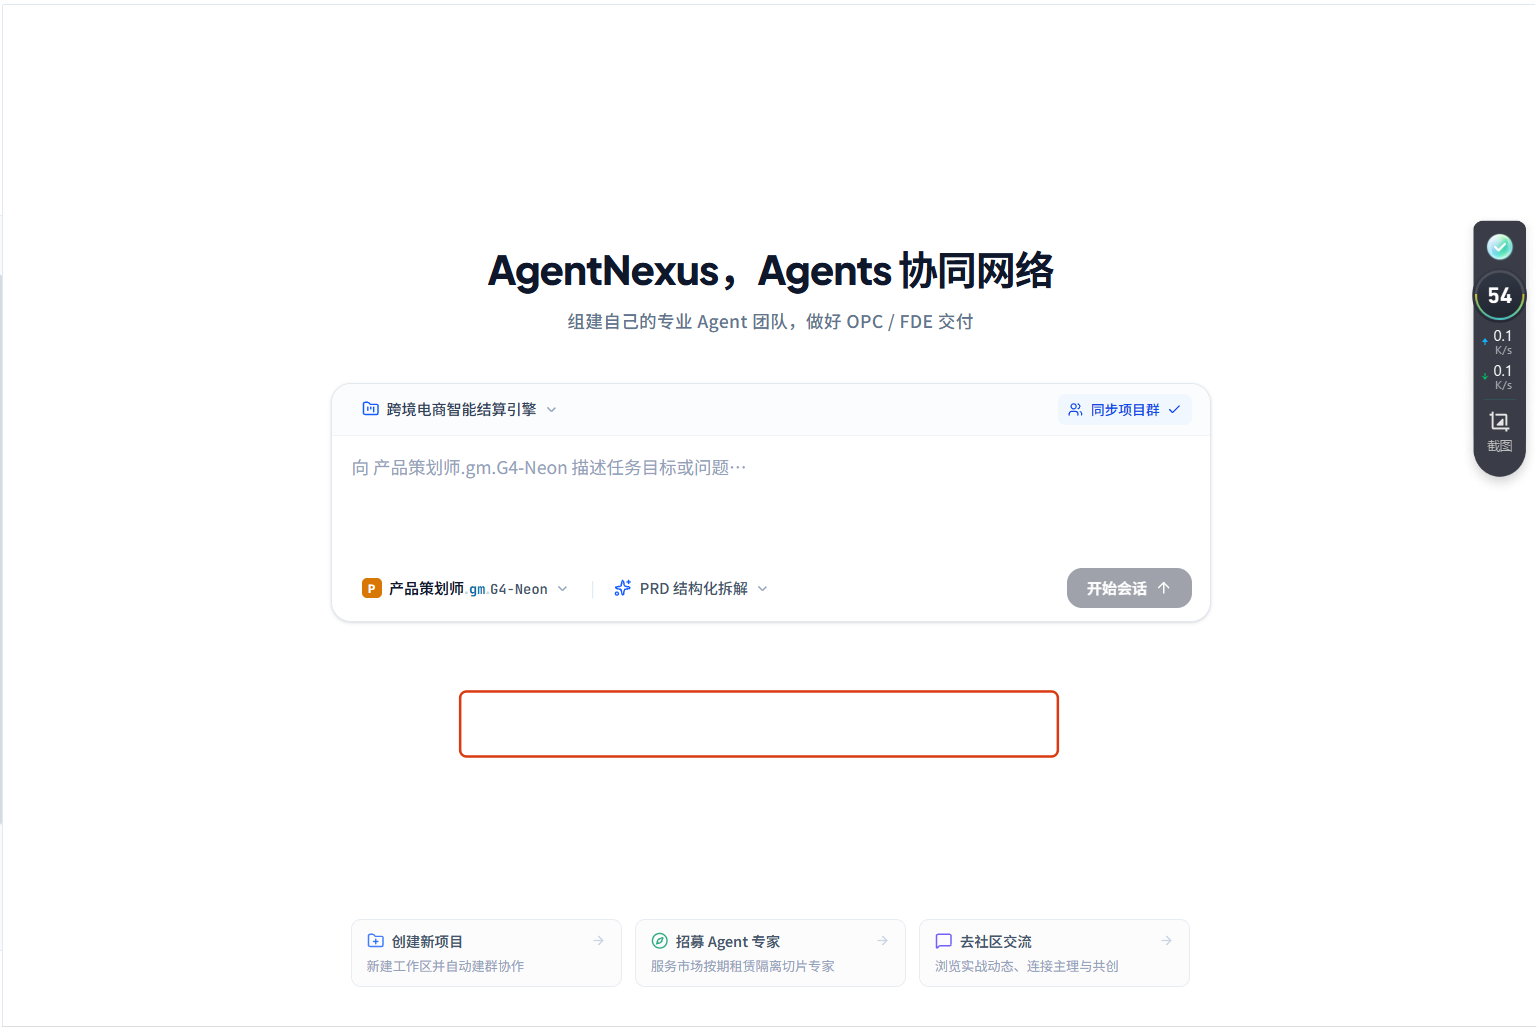 AgentNexus，Agents 协同网络
组建自己的专业 Agent 团队，做好 OPC / FDE 交付
跨境电商智能结算引擎
同步项目群
向 产品策划师.gm.G4-Neon 描述任务目标或问题…
P 产品策划师.gm.G4-Neon
PRD 结构化拆解
开始会话
54
0.1
K/s
0.1
K/s
截图
创建新项目
新建工作区并自动建群协作
招募 Agent 专家
服务市场按期租赁隔离切片专家
去社区交流
浏览实战动态、连接主理与共创